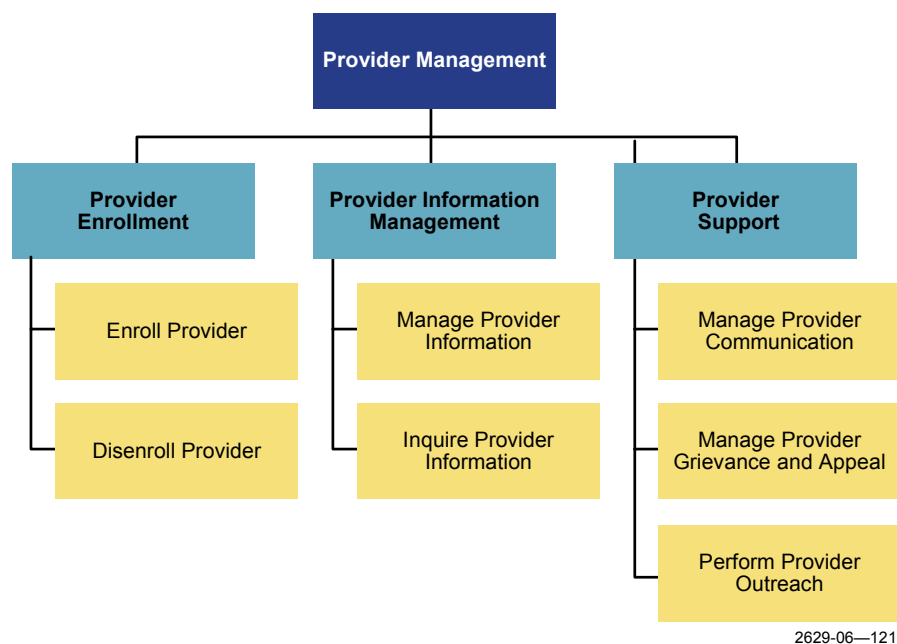 Provider Management
Provider
Enrollment
Enroll Provider
Disenroll Provider
Provider Information
Management
Manage Provider
Information
Inquire Provider
Information
Provider
Support
Manage Provider
Communication
Manage Provider
Grievance and Appeal
Perform Provider
Outreach
2629-06—121